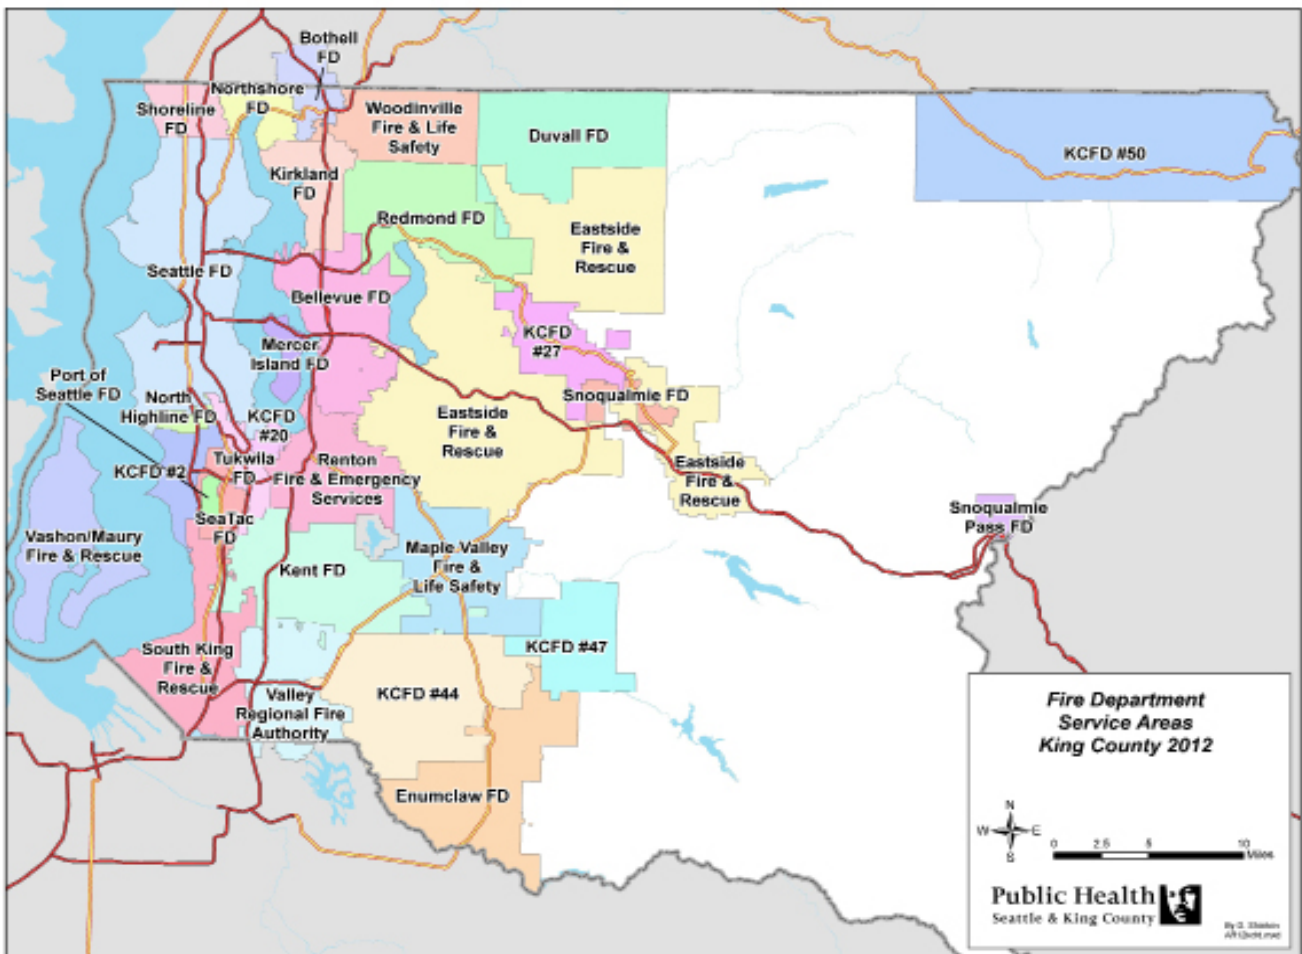 Bothell
FD
Northshore
FD
Shoreline
FD
Woodinville
Fire & Life
Safety
Duvall FD
KCFD #50
Kirkland
FD
Redmond FD
Eastside
Fire &
Rescue
Seattle FD
Bellevue FD
KCFD
#27
Mercer
Island FD
Port of
Seattle FD
North
Highline FD
KCFD
#20
Snoqualmie FD
Eastside
Fire &
Rescue
KCFD #2
Tukwila
FD
Renton
Fire & Emergency
Services
Eastside
Fire &
Rescue
SeaTac
FD
Snoqualmie
Pass FD
Vashon/Maury
Fire & Rescue
Kent FD
Maple Valley
Fire &
Life Safety
South King
Fire &
Rescue
KCFD #47
Valley
Regional Fire
Authority
KCFD #44
Enumclaw FD
Fire Department
Service Areas
King County 2012
N
W E
S
0 2.5 5 10
Miles
Public Health
Seattle & King County